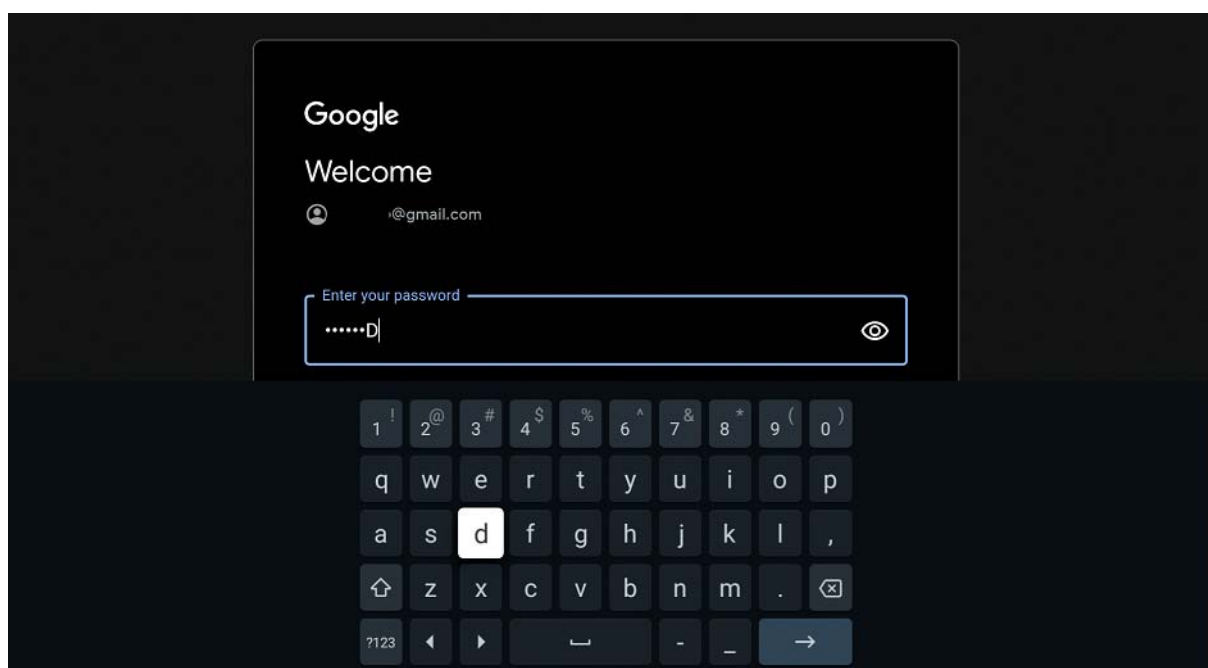 Google
Welcome
@gmail.com
Enter your password
······D
1 ! 2 @ 3 # 4 $ 5 % 6 ^ 7 & 8 * 9 ( 0 )
q w e r t y u i o p
a s d f g h j k l ,
z x c v b n m .
?123 - _